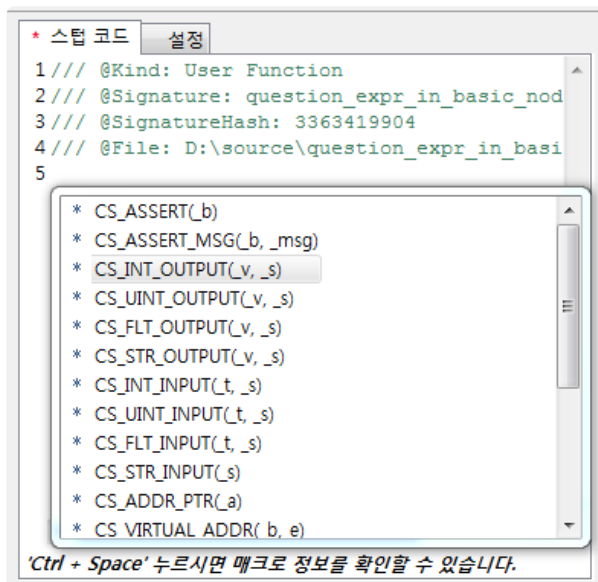 * 스텁 코드 설정
1/// @Kind: User Function
2/// @Signature: question_expr_in_basic_nod
3/// @SignatureHash: 3363419904
4/// @File: D:\source\question_expr_in_basi
5
* CS_ASSERT(_b)
* CS_ASSERT_MSG(_b, _msg)
* CS_INT_OUTPUT(_v, _s)
* CS_UINT_OUTPUT(_v, _s)
* CS_FLT_OUTPUT(_v, _s)
* CS_STR_OUTPUT(_v, _s)
* CS_INT_INPUT(_t, _s)
* CS_UINT_INPUT(_t, _s)
* CS_FLT_INPUT(_t, _s)
* CS_STR_INPUT(_s)
* CS_ADDR_PTR(_a)
* CS_VIRTUAL_ADDR(_b, e)
'Ctrl + Space' 누르시면 매크로 정보를 확인할 수 있습니다.